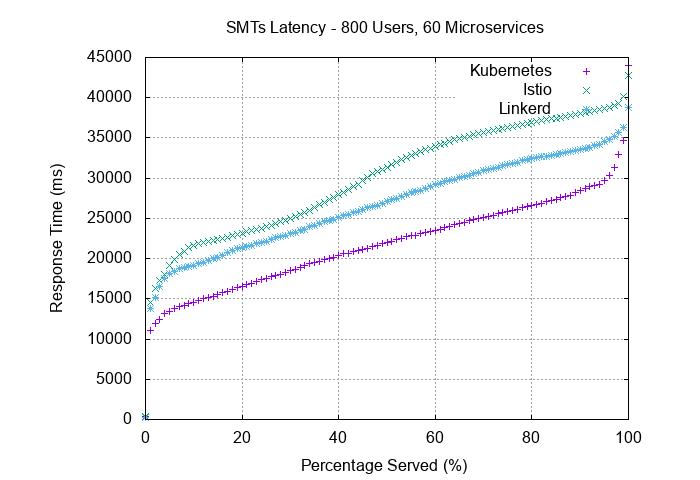 SMTs Latency - 800 Users, 60 Microservices
45000
40000
35000
30000
25000
20000
15000
10000
5000
0
Response Time (ms)
Kubernetes
Istio
Linkerd
0 20 40 60 80 100
Percentage Served (%)